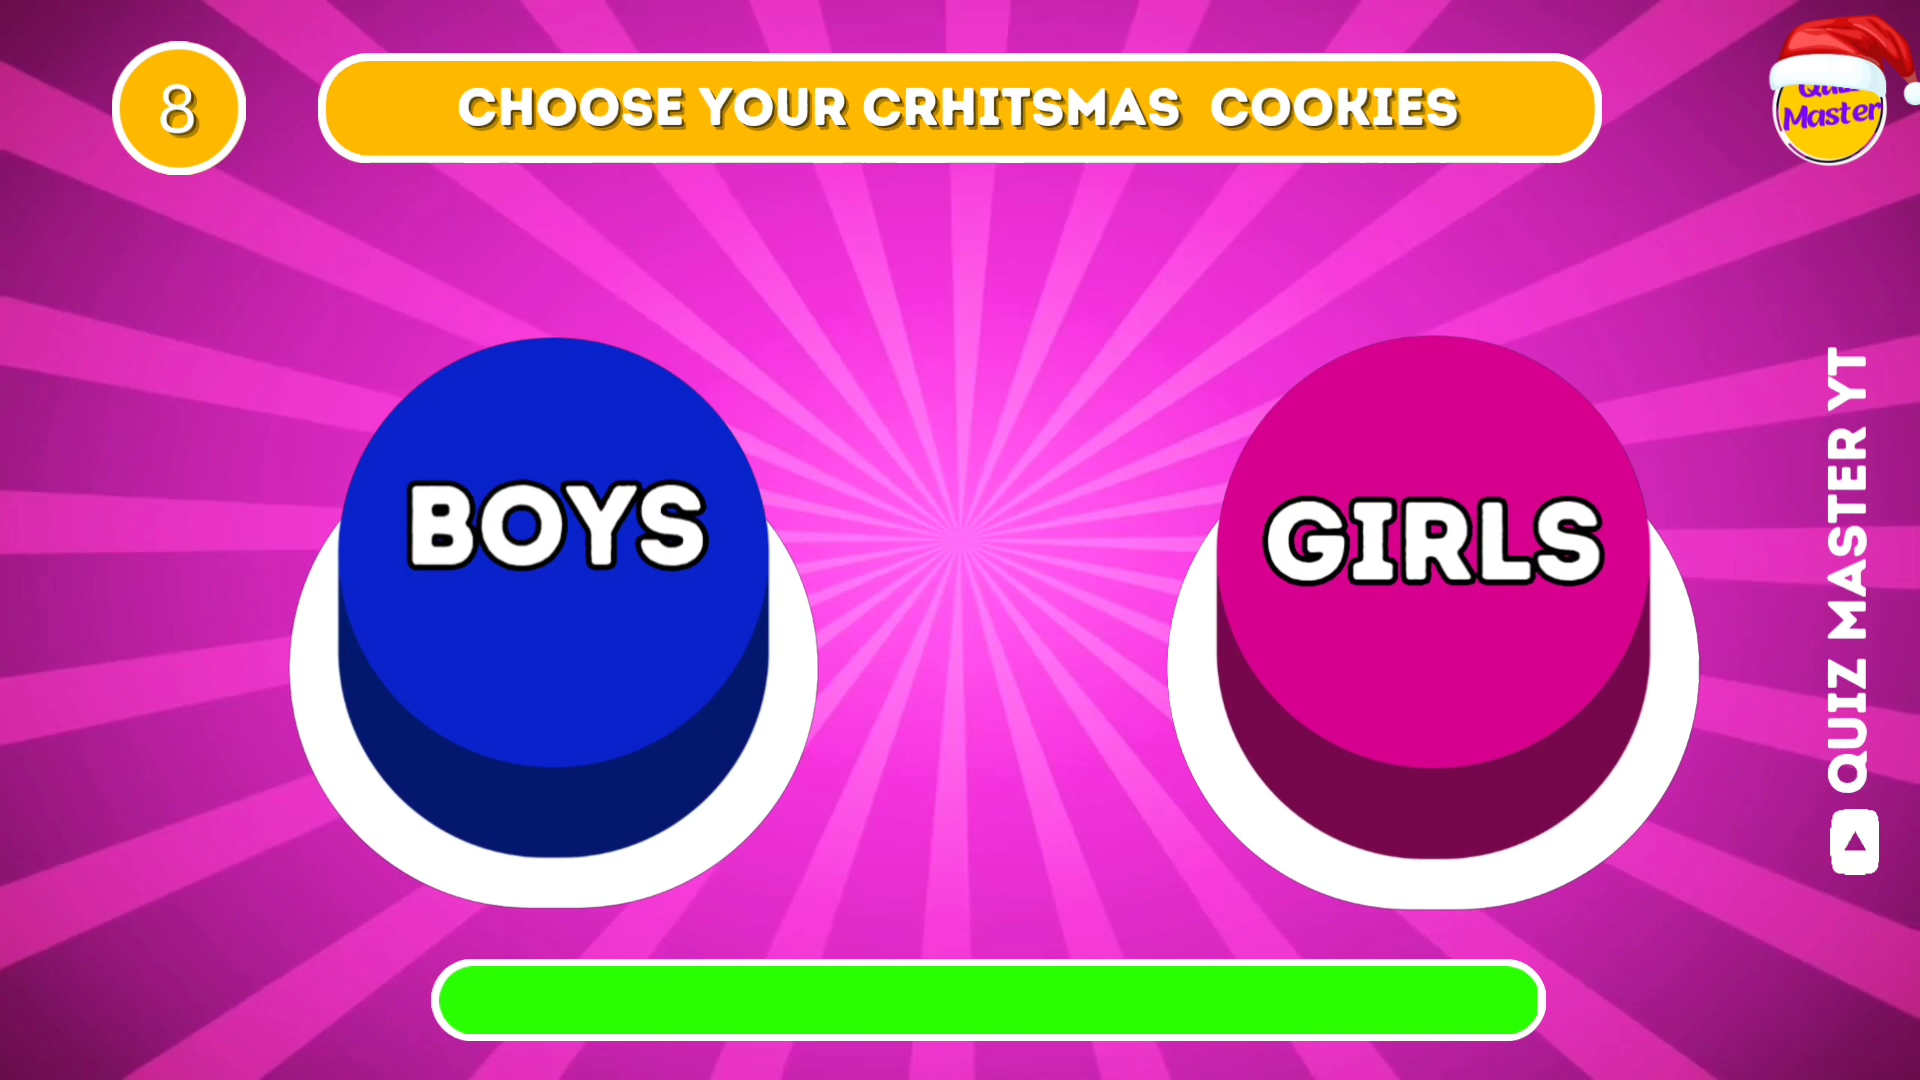 8
CHOOSE YOUR CRHITSMAS COOKIES
Master
BOYS
GIRLS
QUIZ MASTER YT